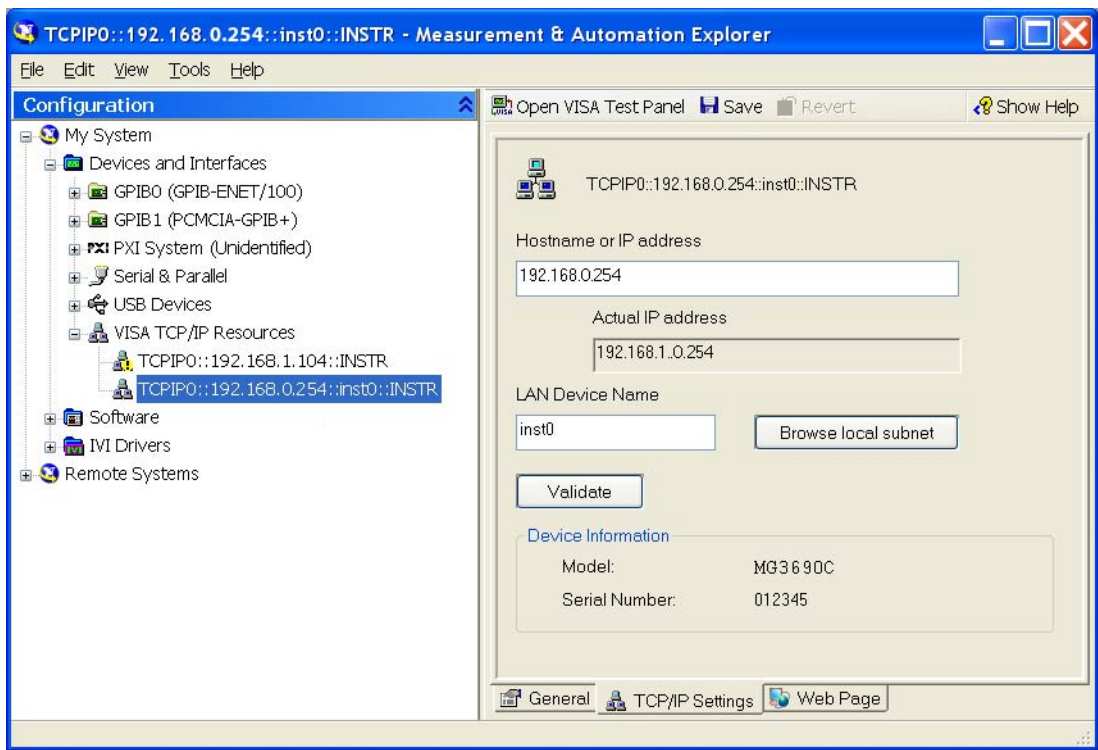 TCPIP0::192.168.0.254::inst0::INSTR - Measurement & Automation Explorer
File Edit View Tools Help
Configuration
My System
Devices and Interfaces
GPIB0 (GPIB-ENET/100)
GPIB1 (PCMCIA-GPIB+)
PXI PXI System (Unidentified)
Serial & Parallel
USB Devices
VISA TCP/IP Resources
TCPIP0::192.168.1.104::INSTR
TCPIP0::192.168.0.254::inst0::INSTR
Software
IVI IVI Drivers
Remote Systems
VISA Open VISA Test Panel Save Revert Show Help
TCPIP0::192.168.0.254::inst0::INSTR
Hostname or IP address
192.168.0.254
Actual IP address
192.168.1..0.254
LAN Device Name
inst0
Browse local subnet
Validate
Device Information
Model: MG3690C
Serial Number: 012345
General TCP/IP Settings Web Page